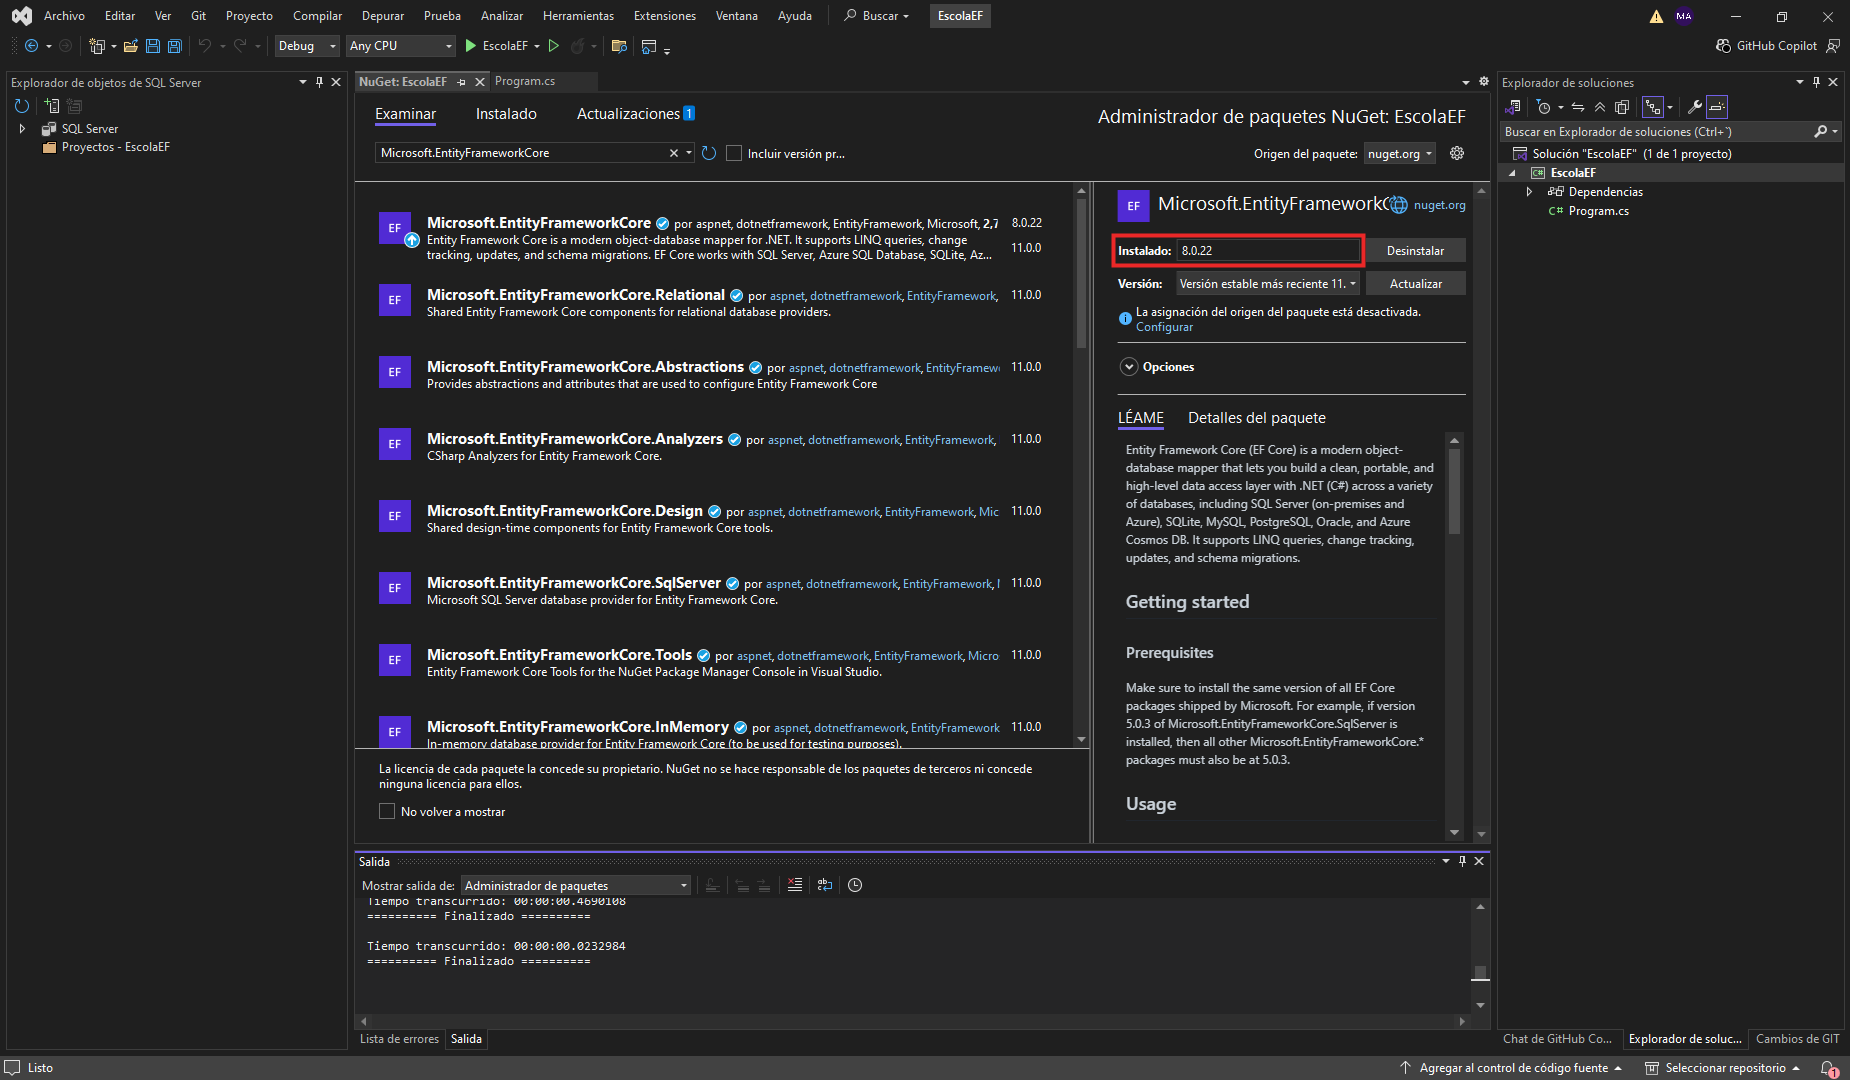 Archivo Editar Ver Git Proyecto Compilar Depurar Prueba Analizar Herramientas Extensiones Ventana Ayuda Buscar EscolaEF MA
Debug Any CPU EscolaEF GitHub Copilot
Explorador de objetos de SQL Server
SQL Server
Proyectos - EscolaEF
NuGet: EscolaEF Program.cs
Examinar Instalado Actualizaciones 1
Administrador de paquetes NuGet: EscolaEF
Microsoft.EntityFrameworkCore Incluir versión pr...
Origen del paquete: nuget.org
EF Microsoft.EntityFrameworkCore por aspnet, dotnetframework, EntityFramework, Microsoft, 2,7 8.0.22
Entity Framework Core is a modern object-database mapper for .NET. It supports LINQ queries, change 11.0.0
tracking, updates, and schema migrations. EF Core works with SQL Server, Azure SQL Database, SQLite, Az...
EF Microsoft.EntityFrameworkCore.Relational por aspnet, dotnetframework, EntityFramework, 11.0.0
Shared Entity Framework Core components for relational database providers.
EF Microsoft.EntityFrameworkCore.Abstractions por aspnet, dotnetframework, EntityFramew 11.0.0
Provides abstractions and attributes that are used to configure Entity Framework Core
EF Microsoft.EntityFrameworkCore.Analyzers por aspnet, dotnetframework, EntityFramework, 11.0.0
CSharp Analyzers for Entity Framework Core.
EF Microsoft.EntityFrameworkCore.Design por aspnet, dotnetframework, EntityFramework, Mic 11.0.0
Shared design-time components for Entity Framework Core tools.
EF Microsoft.EntityFrameworkCore.SqlServer por aspnet, dotnetframework, EntityFramework, 11.0.0
Microsoft SQL Server database provider for Entity Framework Core.
EF Microsoft.EntityFrameworkCore.Tools por aspnet, dotnetframework, EntityFramework, Micro 11.0.0
Entity Framework Core Tools for the NuGet Package Manager Console in Visual Studio.
EF Microsoft.EntityFrameworkCore.InMemory por aspnet, dotnetframework, EntityFramework 11.0.0
In-memory database provider for Entity Framework Core (to be used for testing purposes).
La licencia de cada paquete la concede su propietario. NuGet no se hace responsable de los paquetes de terceros ni concede
ninguna licencia para ellos.
No volver a mostrar
EF Microsoft.EntityFrameworkC nuget.org
Instalado: 8.0.22 Desinstalar
Versión: Versión estable más reciente 11. Actualizar
La asignación del origen del paquete está desactivada.
Configurar
Opciones
LÉAME Detalles del paquete
Entity Framework Core (EF Core) is a modern object-
database mapper that lets you build a clean, portable, and
high-level data access layer with .NET (C#) across a variety
of databases, including SQL Server (on-premises and
Azure), SQLite, MySQL, PostgreSQL, Oracle, and Azure
Cosmos DB. It supports LINQ queries, change tracking,
updates, and schema migrations.
Getting started
Prerequisites
Make sure to install the same version of all EF Core
packages shipped by Microsoft. For example, if version
5.0.3 of Microsoft.EntityFrameworkCore.SqlServer is
installed, then all other Microsoft.EntityFrameworkCore.*
packages must also be at 5.0.3.
Usage
Salida
Mostrar salida de: Administrador de paquetes
Tiempo transcurrido: 00:00:00.4690108
========== Finalizado ==========
Tiempo transcurrido: 00:00:00.0232984
========== Finalizado ==========
Lista de errores Salida
Explorador de soluciones
Buscar en Explorador de soluciones (Ctrl+`)
Solución "EscolaEF" (1 de 1 proyecto)
C# EscolaEF
Dependencias
C# Program.cs
Chat de GitHub Co... Explorador de soluc... Cambios de GIT
Listo Agregar al control de código fuente Seleccionar repositorio 1